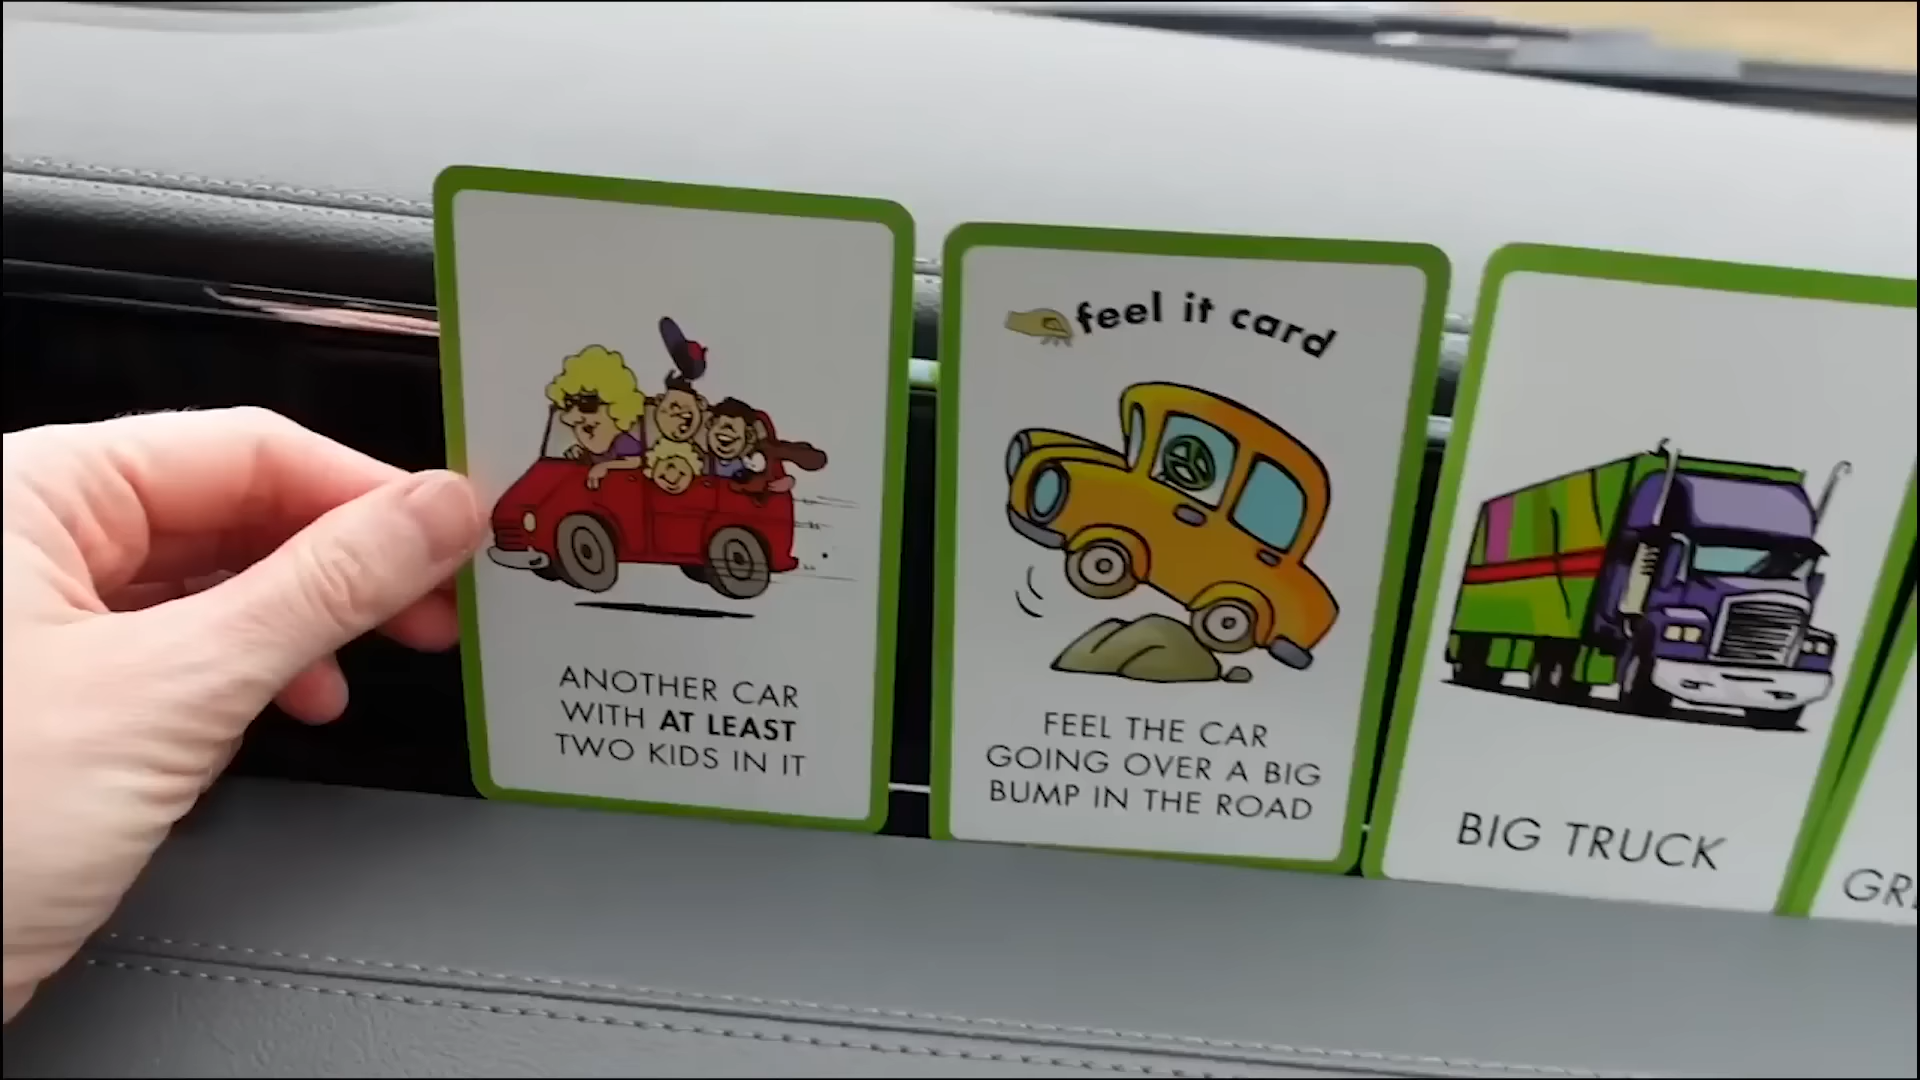 ANOTHER CAR
WITH AT LEAST
TWO KIDS IN IT
feel it card
FEEL THE CAR
GOING OVER A BIG
BUMP IN THE ROAD
BIG TRUCK